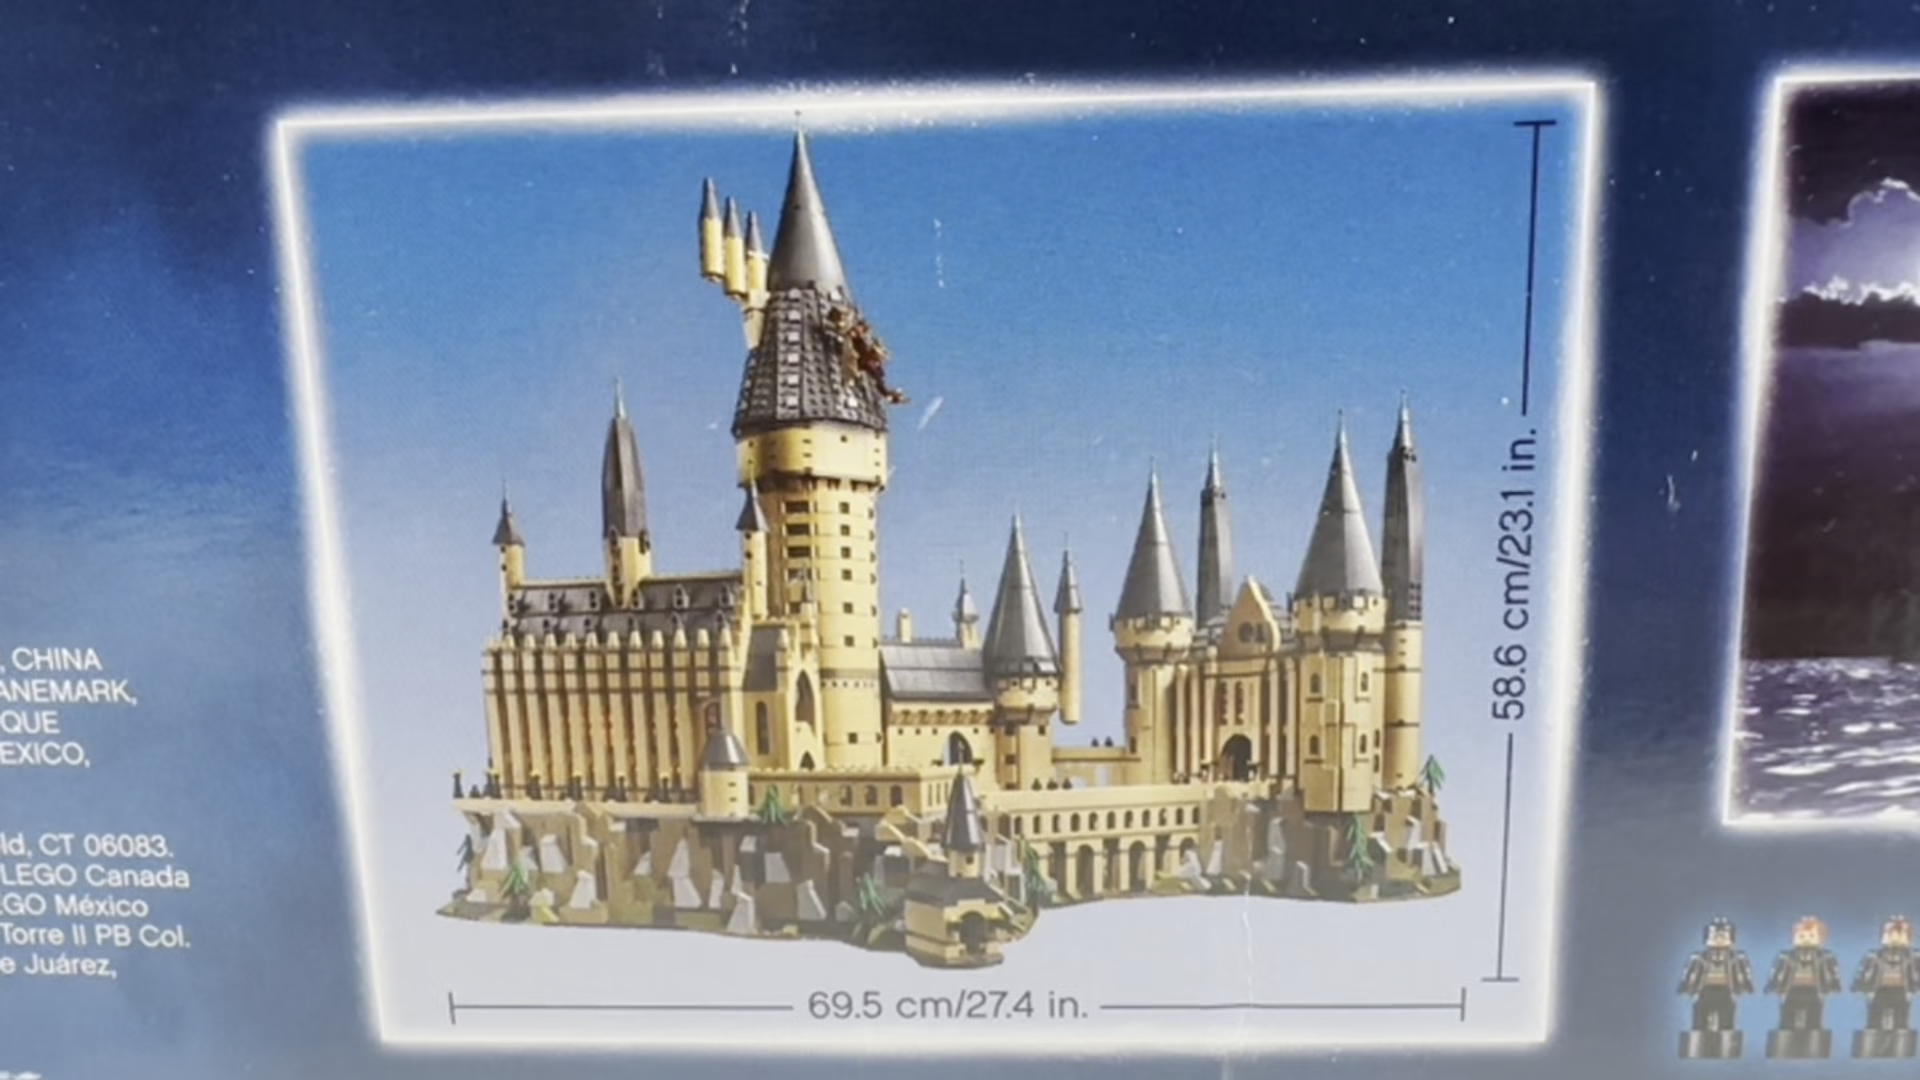 , CHINA
ANEMARK,
QUE
EXICO,
ld, CT 06083.
LEGO Canada
EGO México
Torre II PB Col.
e Juárez,
58.6 cm/23.1 in.
69.5 cm/27.4 in.